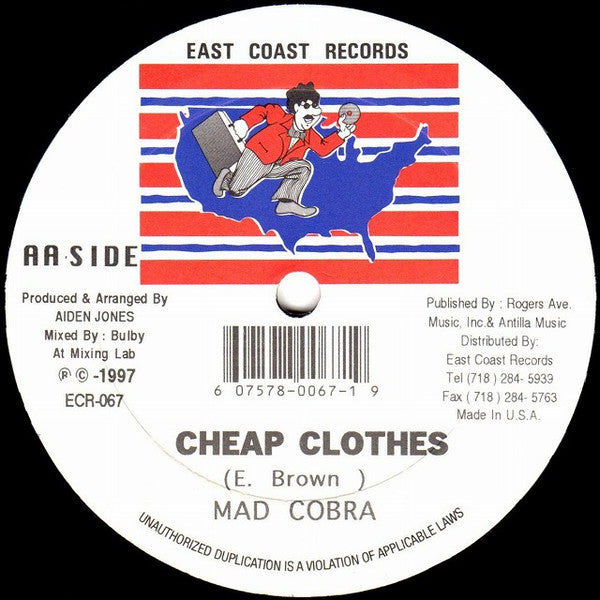 EAST COAST RECORDS
AA·SIDE
Produced & Arranged By
AIDEN JONES
Mixed By : Bulby
At Mixing Lab
℗ © -1997
ECR-067
Published By : Rogers Ave.
Music, Inc.& Antilla Music
Distributed By:
East Coast Records
Tel (718 ) 284- 5939
Fax ( 718 ) 284- 5763
Made In U.S.A.
6 07578-0067-1 9
CHEAP CLOTHES
(E. Brown )
MAD COBRA
UNAUTHORIZED DUPLICATION IS A VIOLATION OF APPLICABLE LAWS